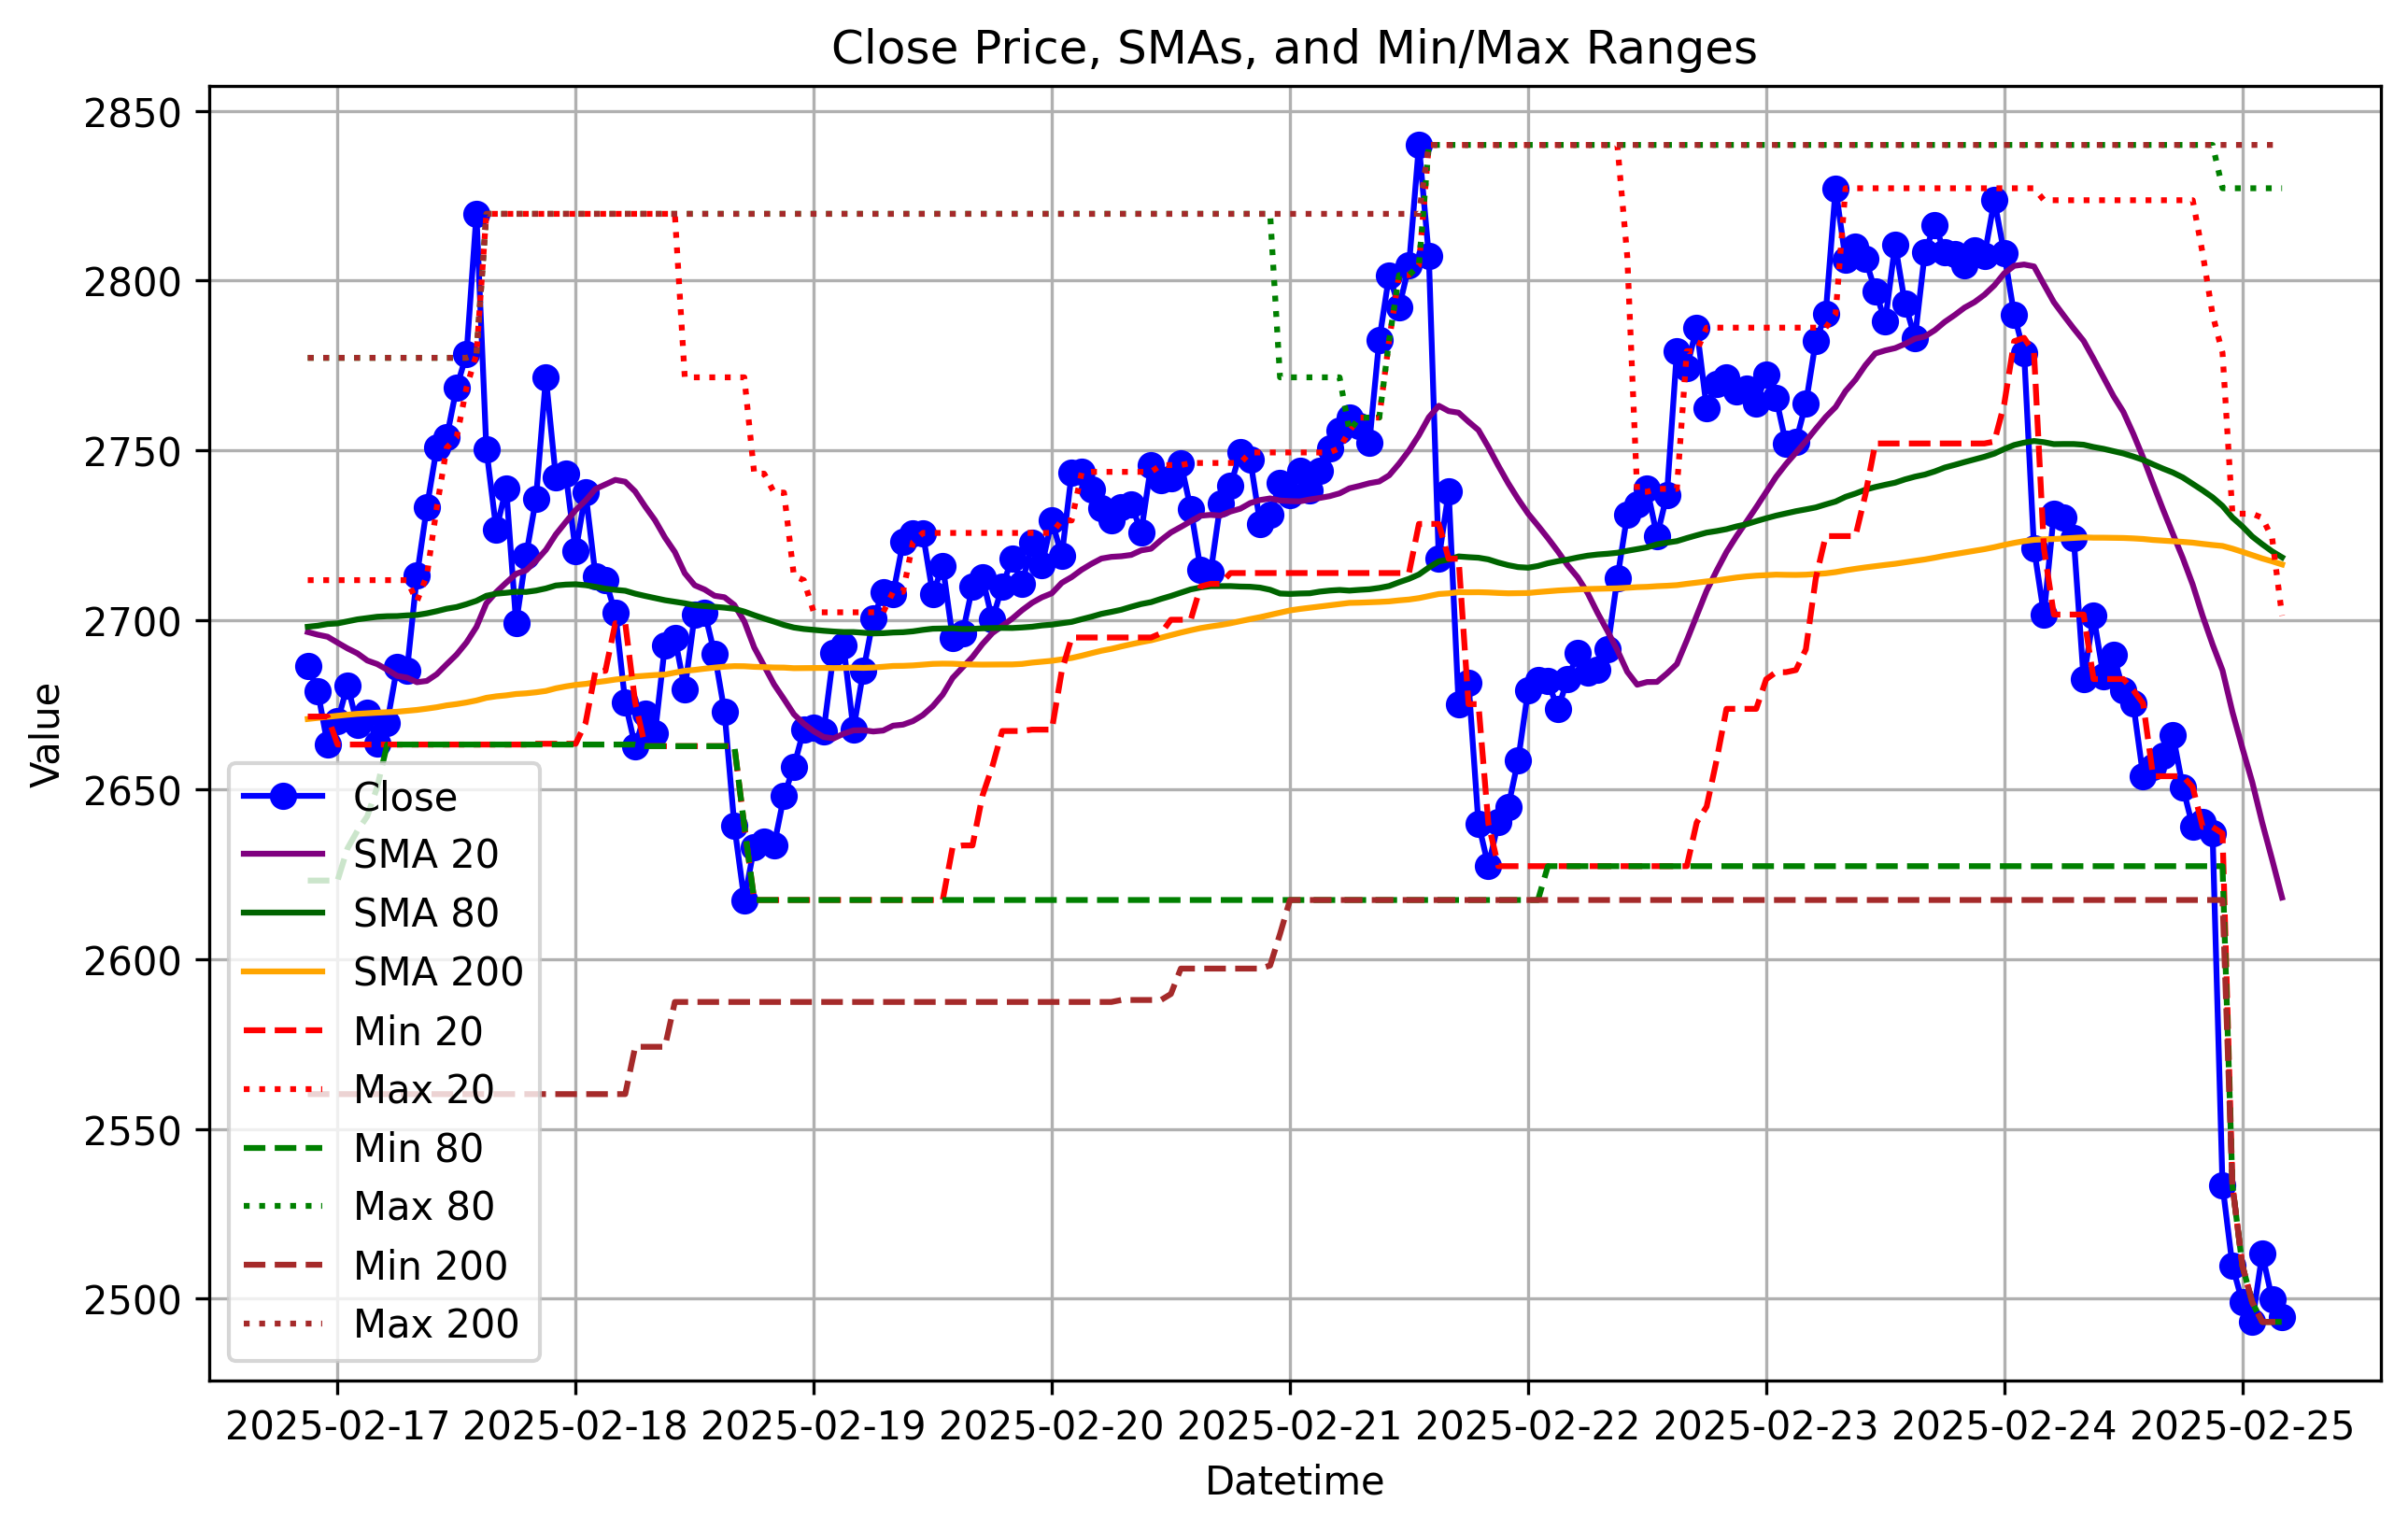 Close Price, SMAs, and Min/Max Ranges
2850
2800
2750
2700
2650
2600
2550
2500
Value
Close
SMA 20
SMA 80
SMA 200
Min 20
Max 20
Min 80
Max 80
Min 200
Max 200
2025-02-17 2025-02-18 2025-02-19 2025-02-20 2025-02-21 2025-02-22 2025-02-23 2025-02-24 2025-02-25
Datetime